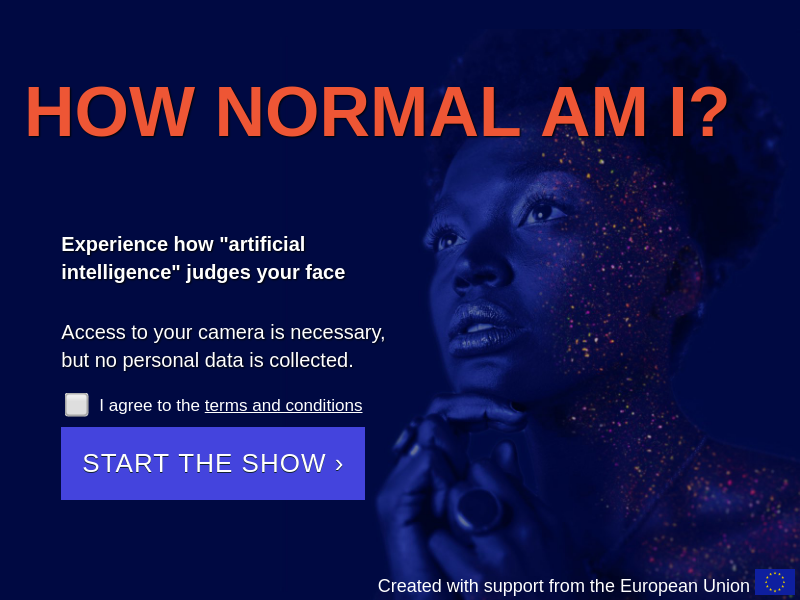 HOW NORMAL AM I?
Experience how "artificial
intelligence" judges your face
Access to your camera is necessary,
but no personal data is collected.
I agree to the terms and conditions
START THE SHOW ›
Created with support from the European Union